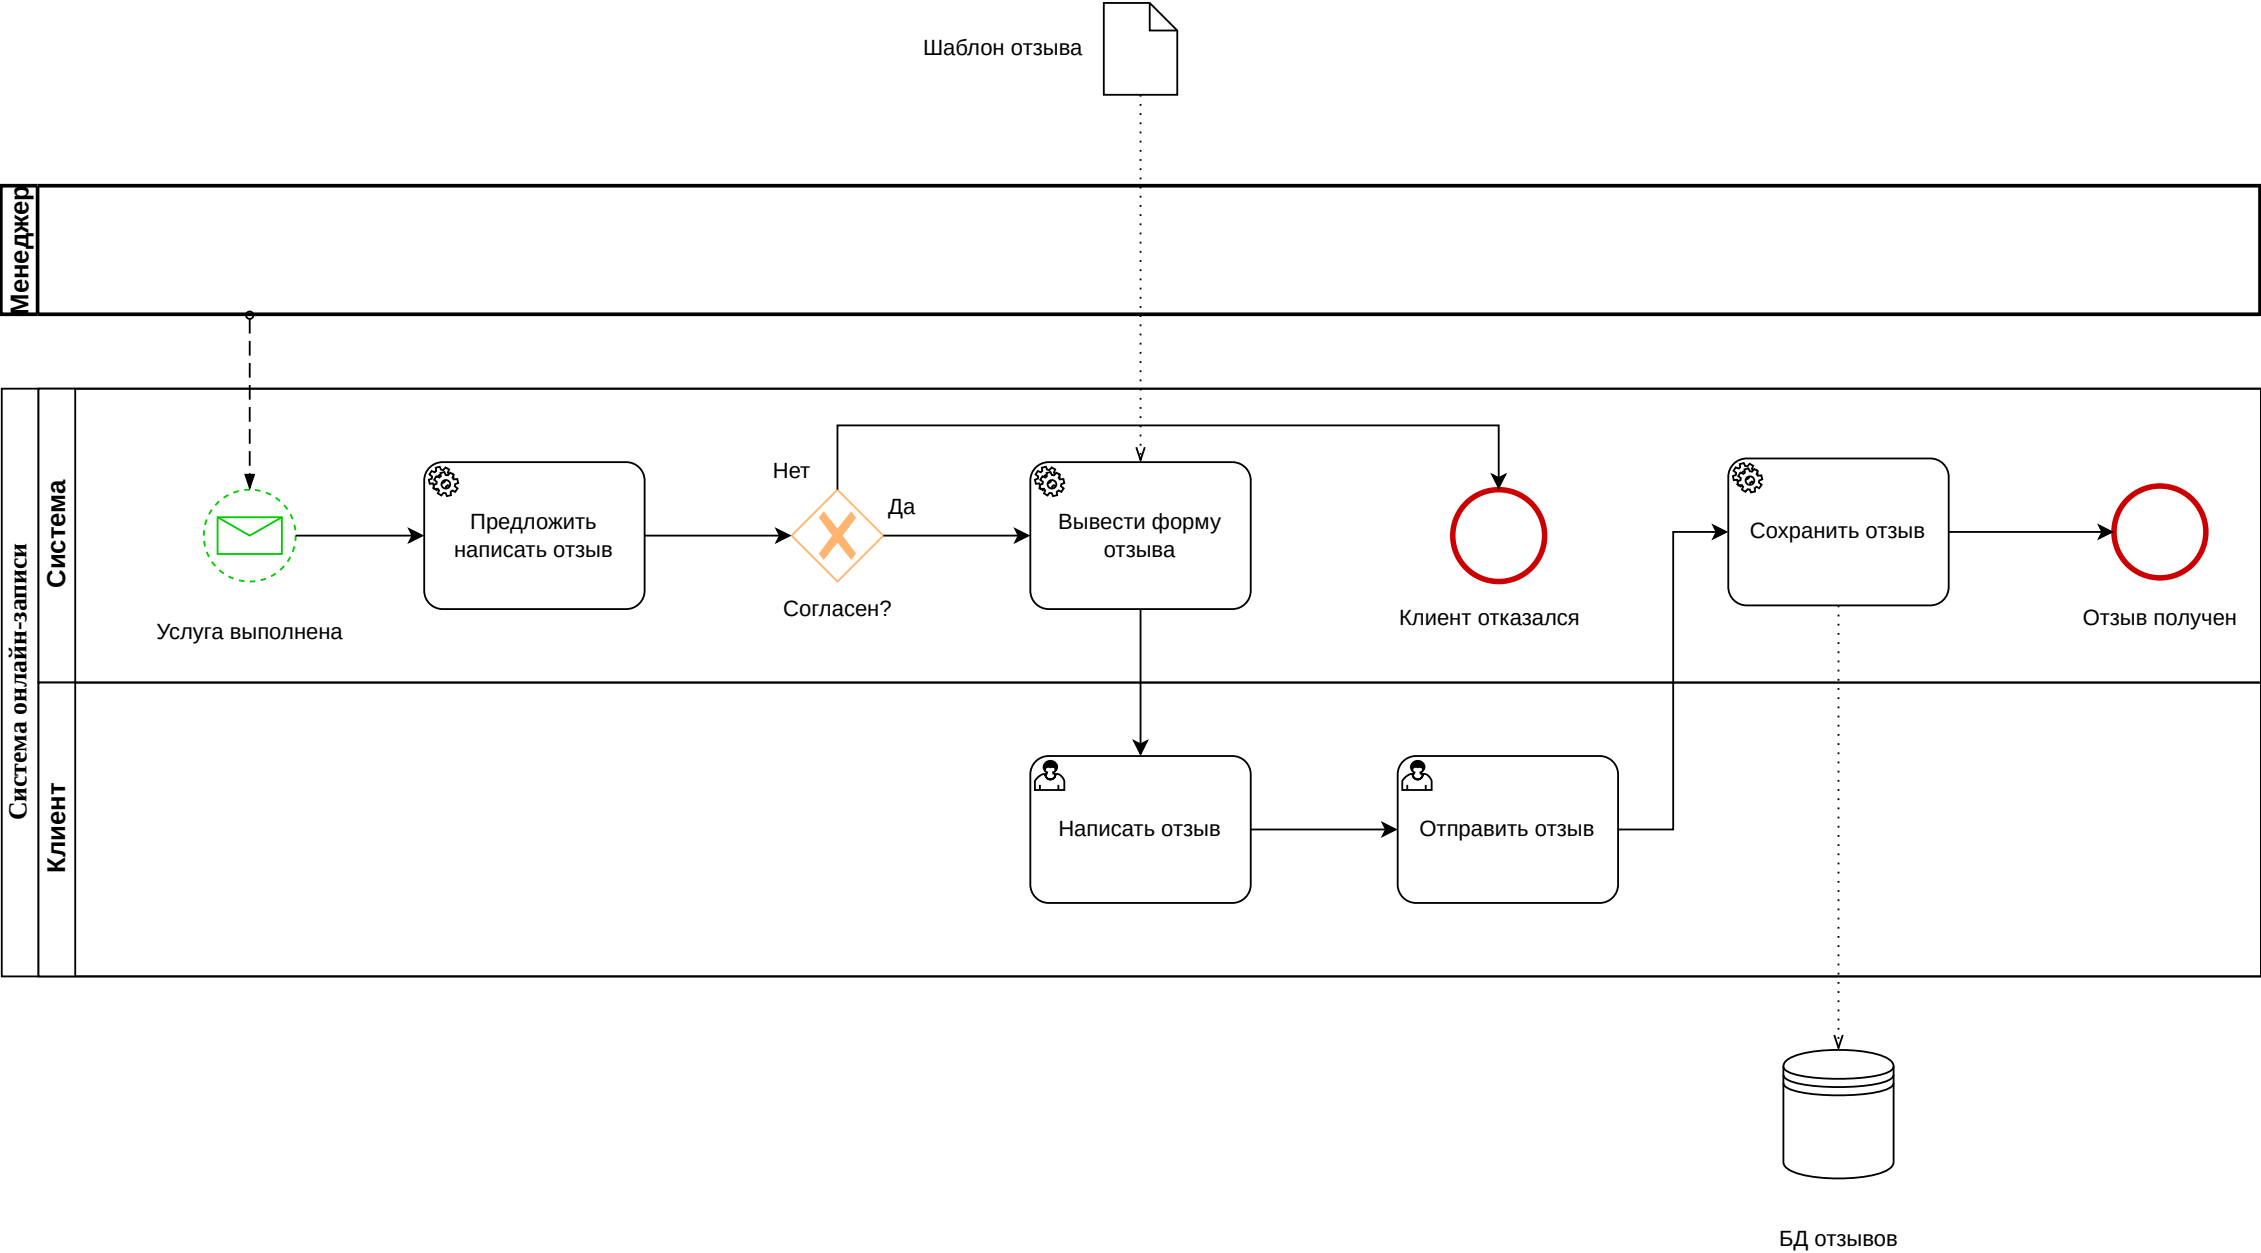 Шаблон отзыва
Менеджер
Система онлайн-записи
Система
Услуга выполнена
Предложить
написать отзыв
Нет
Да
Согласен?
Вывести форму
отзыва
Клиент отказался
Сохранить отзыв
Отзыв получен
Клиент
Написать отзыв
Отправить отзыв
БД отзывов